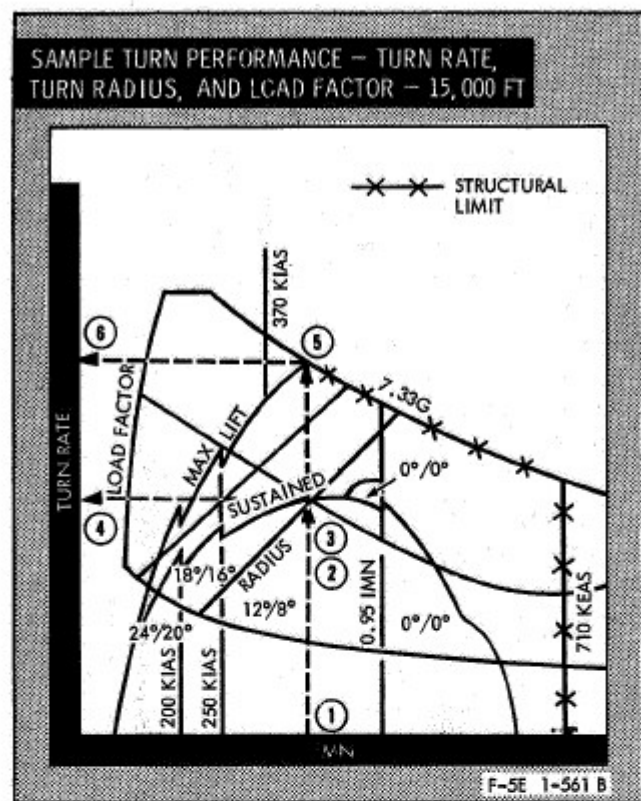 SAMPLE TURN PERFORMANCE – TURN RATE,
TURN RADIUS, AND LOAD FACTOR – 15,000 FT
STRUCTURAL
LIMIT
370 KIAS
6
5
7.33G
LOAD FACTOR
MAX LIFT
TURN RATE
0°/0°
SUSTAINED
4
3
2
18°/16°
RADIUS
12°/8°
0.95 IMN
0°/0°
710 KEAS
24°/20°
200 KIAS
250 KIAS
1
MN
F-5E 1-561 B